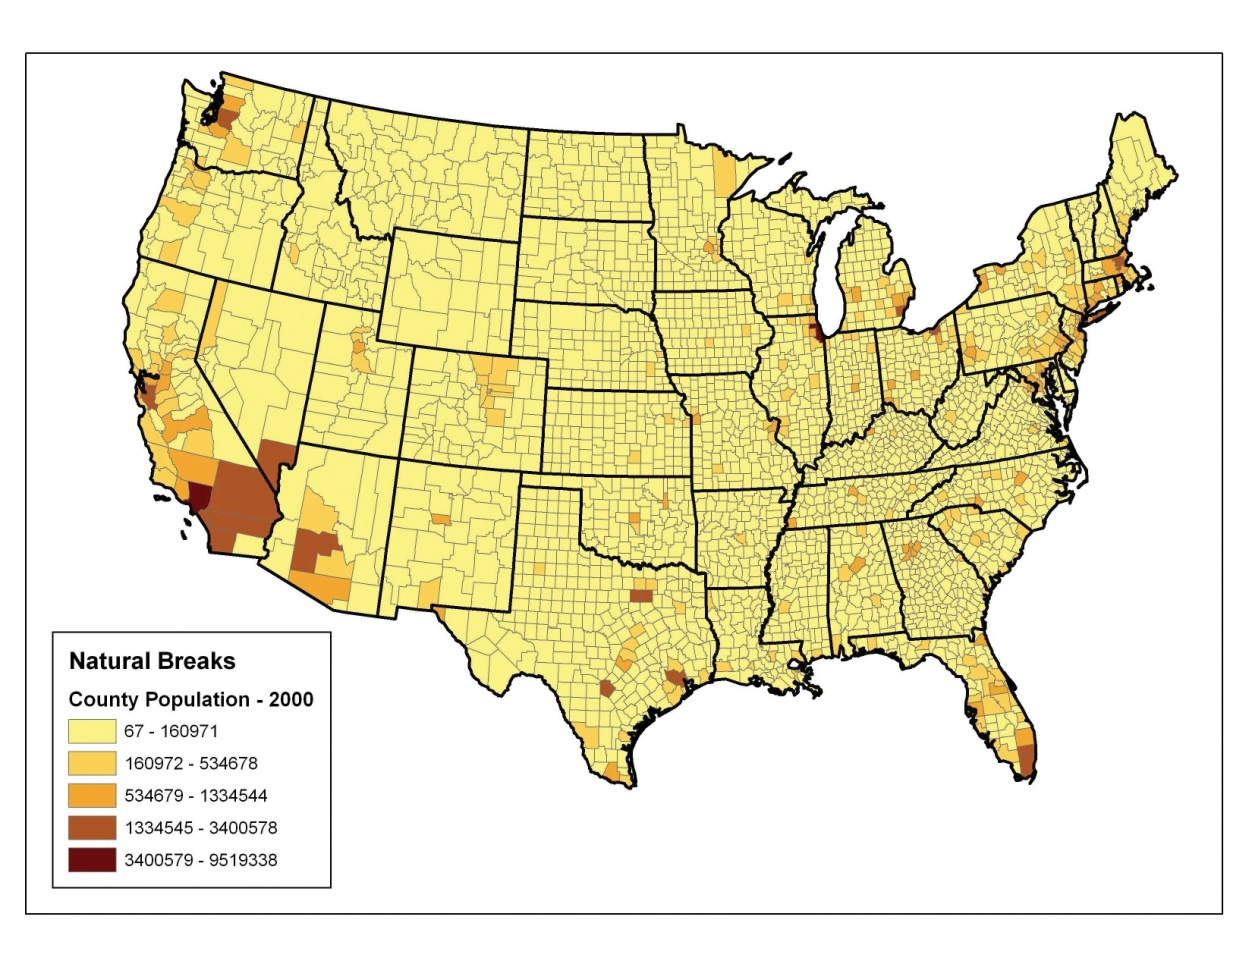 Natural Breaks
County Population - 2000
67 - 160971
160972 - 534678
534679 - 1334544
1334545 - 3400578
3400579 - 9519338